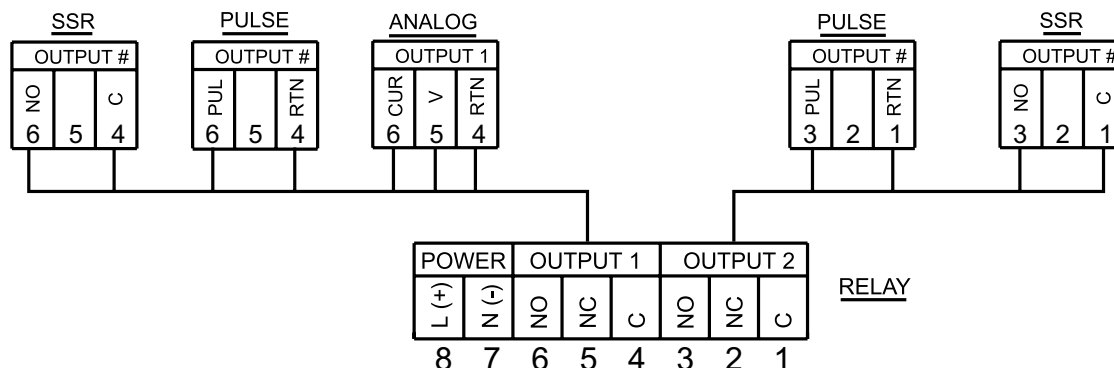 SSR
OUTPUT #
NO C
6 5 4
PULSE
OUTPUT #
PUL RTN
6 5 4
ANALOG
OUTPUT 1
CUR V RTN
6 5 4
PULSE
OUTPUT #
PUL RTN
3 2 1
SSR
OUTPUT #
NO C
3 2 1
POWER OUTPUT 1 OUTPUT 2
L (+) N (-) NO NC C NO NC C
8 7 6 5 4 3 2 1
RELAY